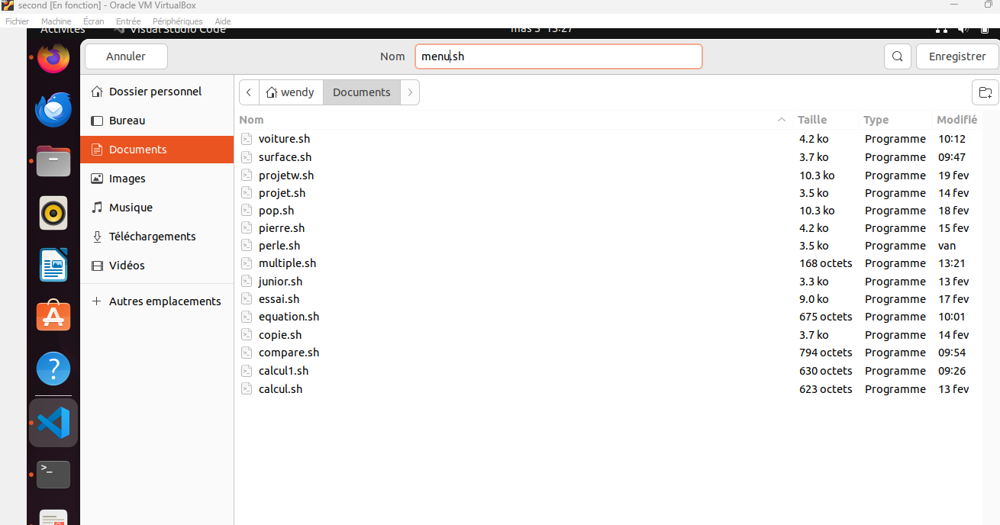 second [En fonction] - Oracle VM VirtualBox
Fichier Machine Écran Entrée Périphériques Aide
Activités Visual Studio Code mas 3 13:27
Annuler Nom menu.sh Enregistrer
Dossier personnel
Bureau
Documents
Images
Musique
Téléchargements
Vidéos
+ Autres emplacements
wendy Documents
Nom Taille Type Modifié
voiture.sh 4.2 ko Programme 10:12
surface.sh 3.7 ko Programme 09:47
projetw.sh 10.3 ko Programme 19 fev
projet.sh 3.5 ko Programme 14 fev
pop.sh 10.3 ko Programme 18 fev
pierre.sh 4.2 ko Programme 15 fev
perle.sh 3.5 ko Programme van
multiple.sh 168 octets Programme 13:21
junior.sh 3.3 ko Programme 13 fev
essai.sh 9.0 ko Programme 17 fev
equation.sh 675 octets Programme 10:01
copie.sh 3.7 ko Programme 14 fev
compare.sh 794 octets Programme 09:54
calcul1.sh 630 octets Programme 09:26
calcul.sh 623 octets Programme 13 fev